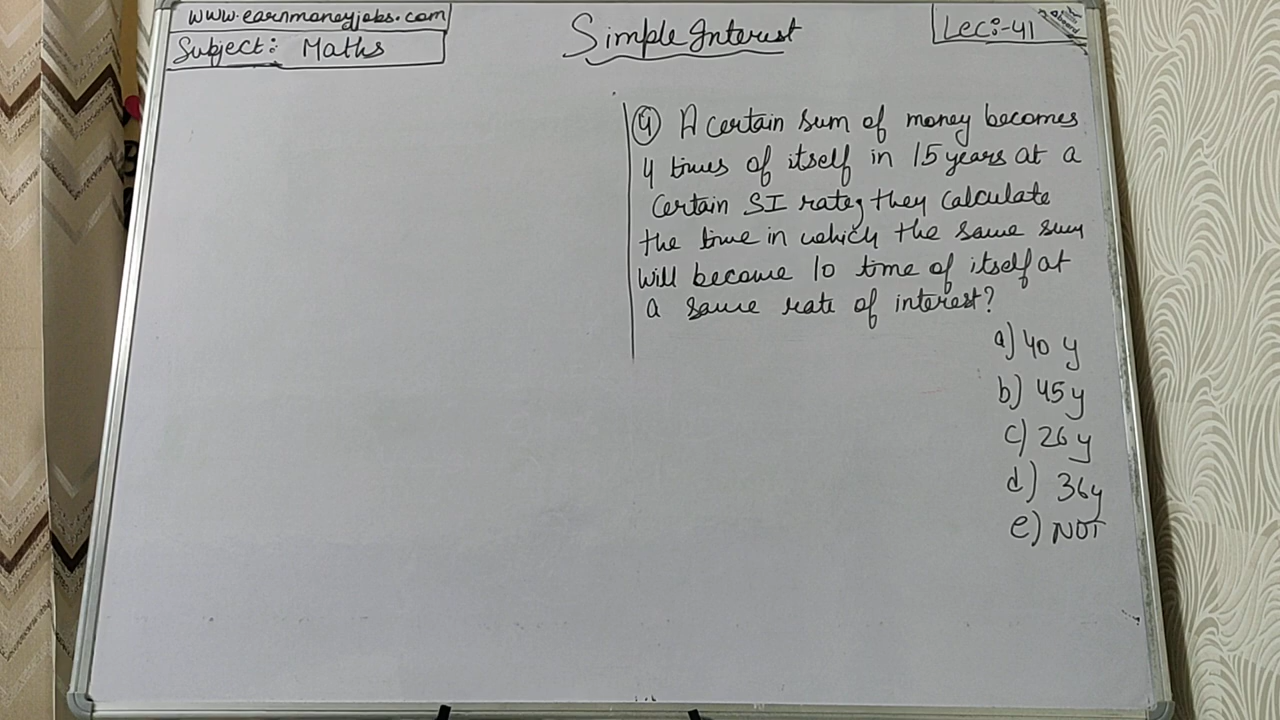 www.earnmoneyjobs.com
Subject: Maths
Simple Interest
Lec:-41
4) A certain sum of money becomes
4 times of itself in 15 years at a
certain SI rate, they calculate
the time in which the same sum
will become 10 time of itself at
a same rate of interest?
a) 40 y
b) 45 y
c) 26 y
d) 36 y
e) NOT